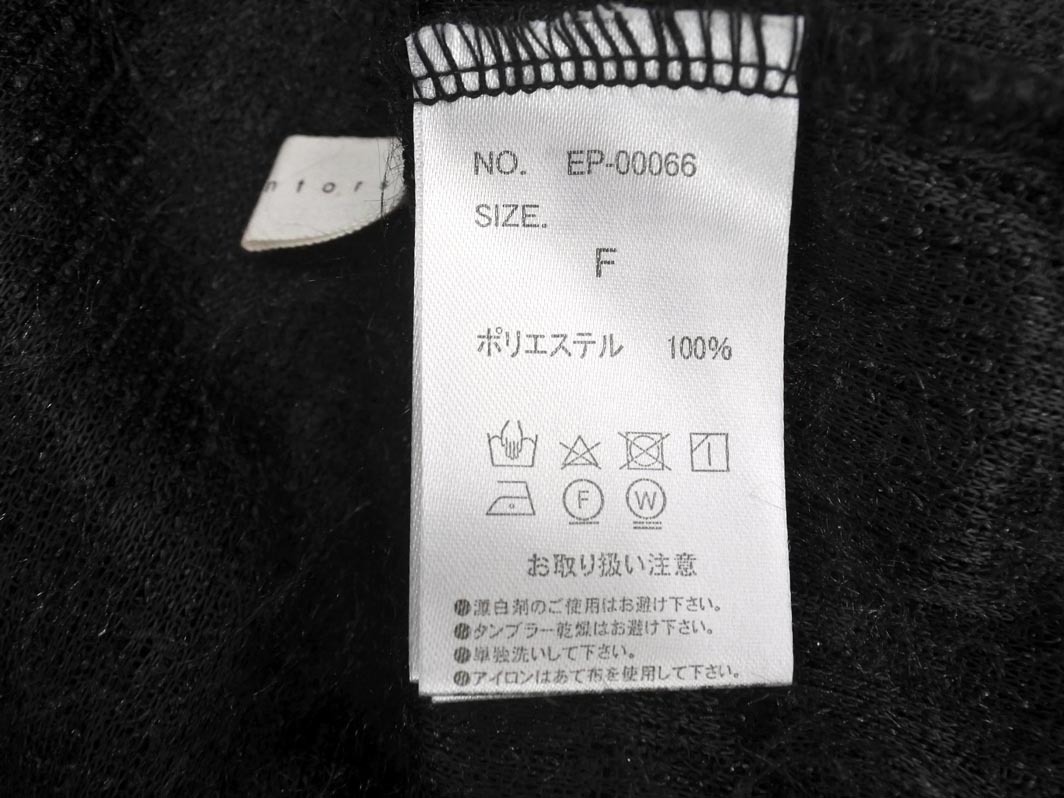 ntor
NO. EP-00066
SIZE.
F
ポリエステル 100%
F W
お取り扱い注意
漂白剤のご使用はお避け下さい。
タンブラー乾燥はお避け下さい。
単独洗いして下さい。
アイロンはあて布を使用して下さい。